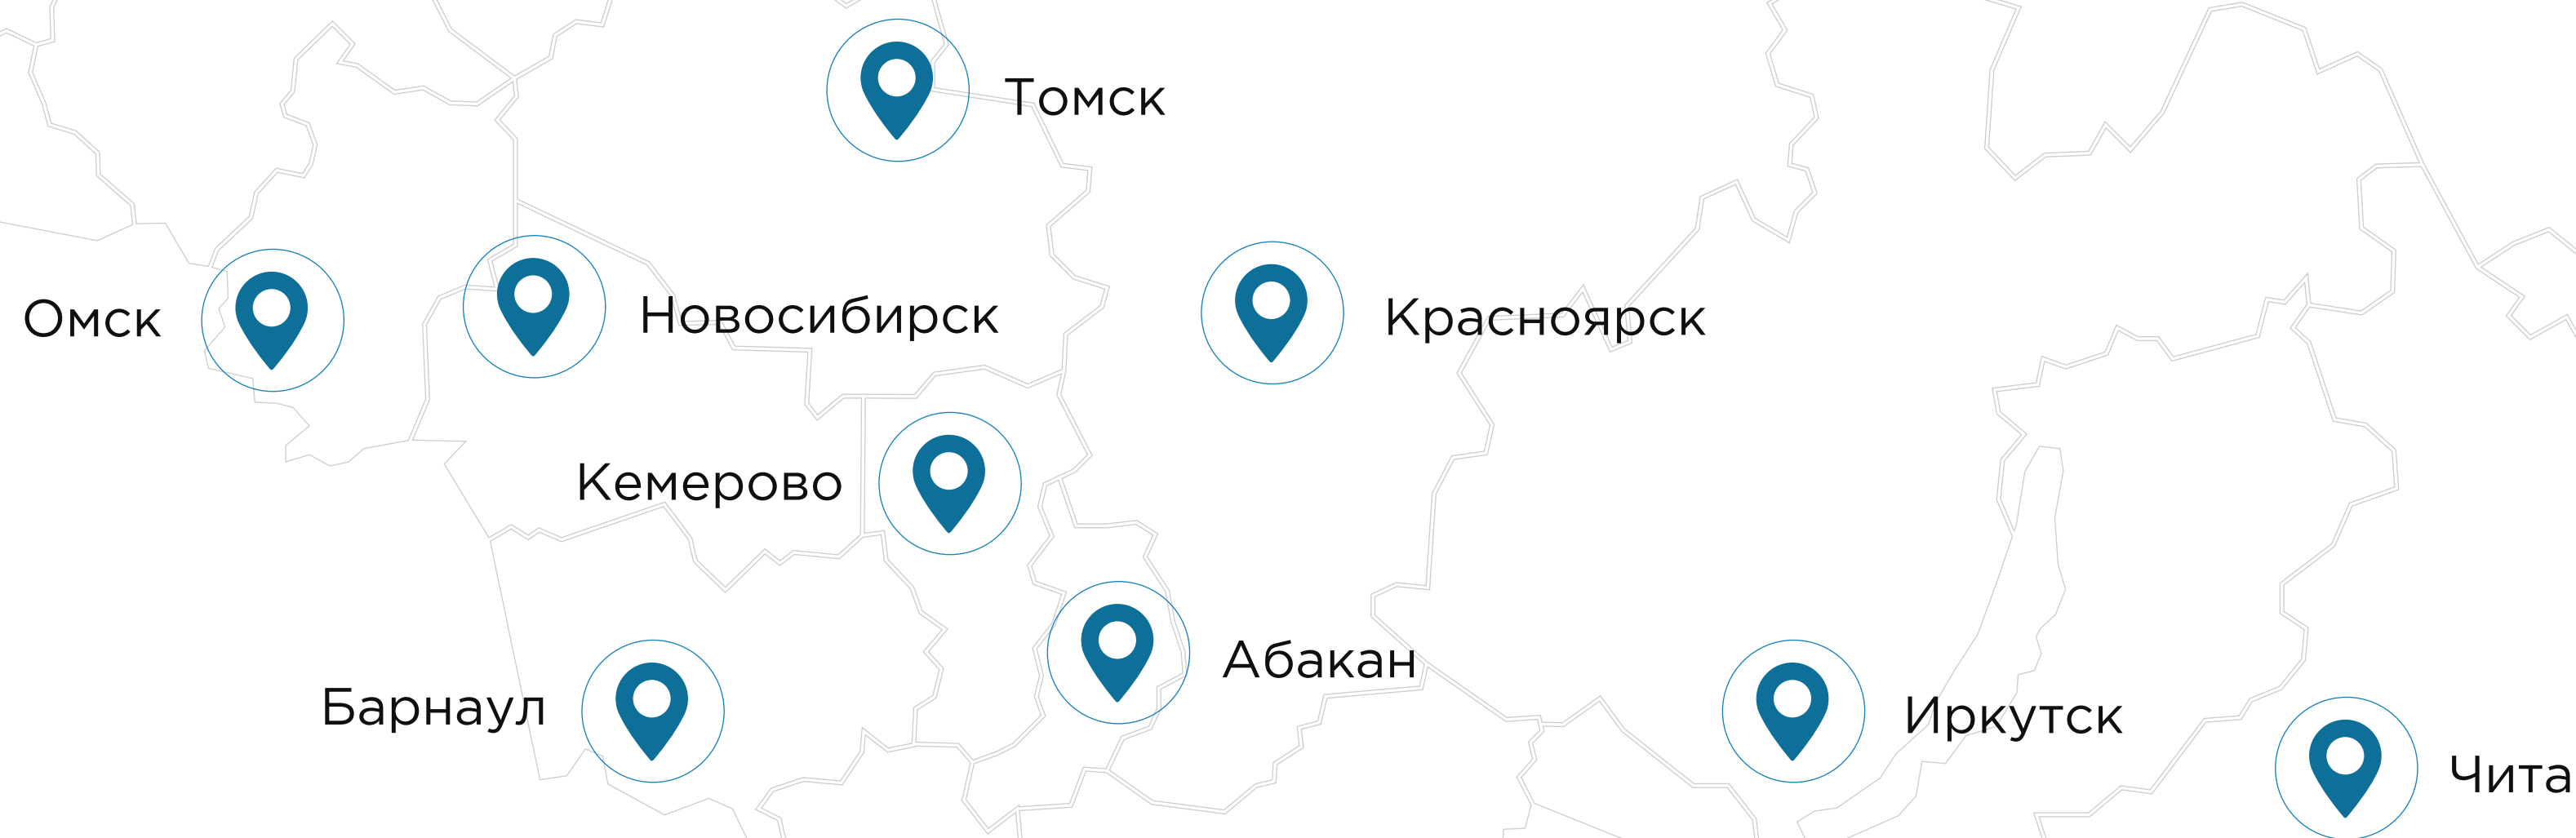 Томск
Омск
Новосибирск
Красноярск
Кемерово
Абакан
Барнаул
Иркутск
Чита